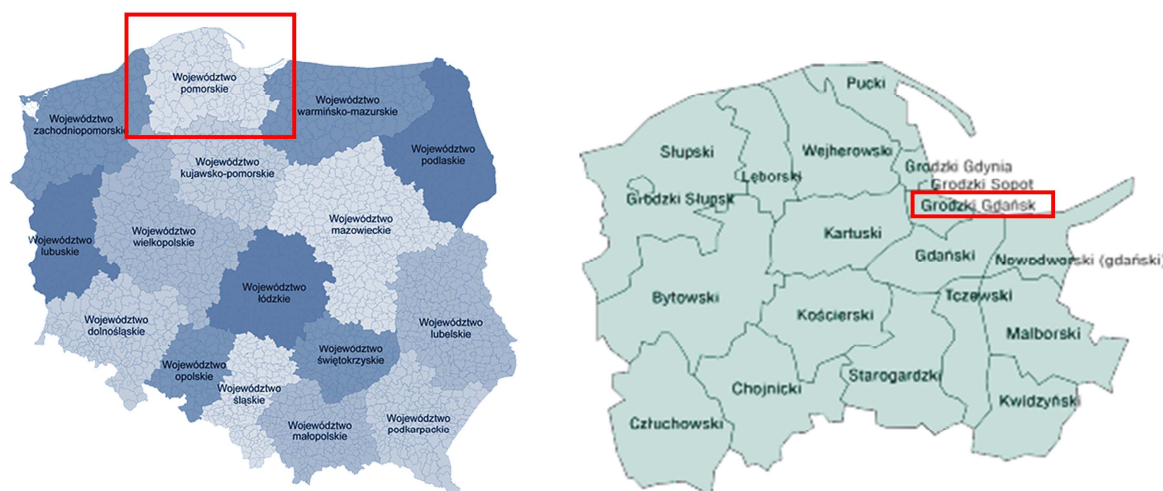 Województwo
pomorskie
Województwo
zachodniopomorskie
Województwo
warmińsko-mazurskie
Województwo
podlaskie
Województwo
kujawsko-pomorskie
Województwo
mazowieckie
Województwo
wielkopolskie
Województwo
lubuskie
Województwo
łódzkie
Województwo
dolnośląskie
Województwo
lubelskie
Województwo
opolskie
Województwo
świętokrzyskie
Województwo
śląskie
Województwo
małopolskie
Województwo
podkarpackie
Pucki
Słupski
Wejherowski
Lęborski
Grodzki Gdynia
Grodzki Sopot
Grodzki Słupsk
Grodzki Gdańsk
Kartuski
Gdański
Nowodworski (gdański)
Bytowski
Tczewski
Kościerski
Malborski
Chojnicki
Starogardzki
Kwidzyński
Człuchowski